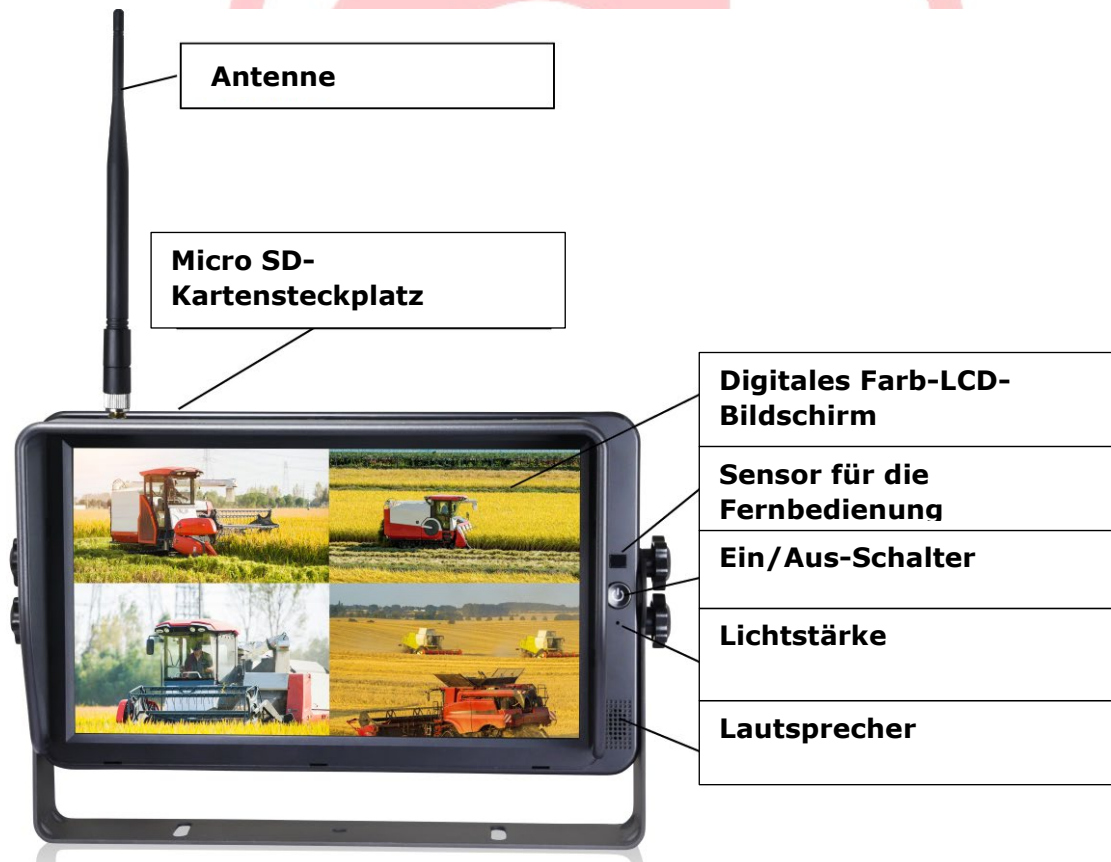 Antenne
Micro SD-
Kartensteckplatz
Digitales Farb-LCD-
Bildschirm
Sensor für die
Fernbedienung
Ein/Aus-Schalter
Lichtstärke
Lautsprecher